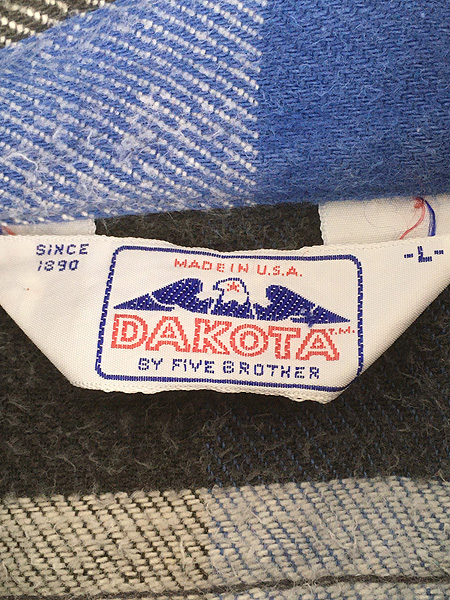 SINCE
1890
-L-
MADE IN U.S.A.
DAKOTA T.M.
BY FIVE BROTHER